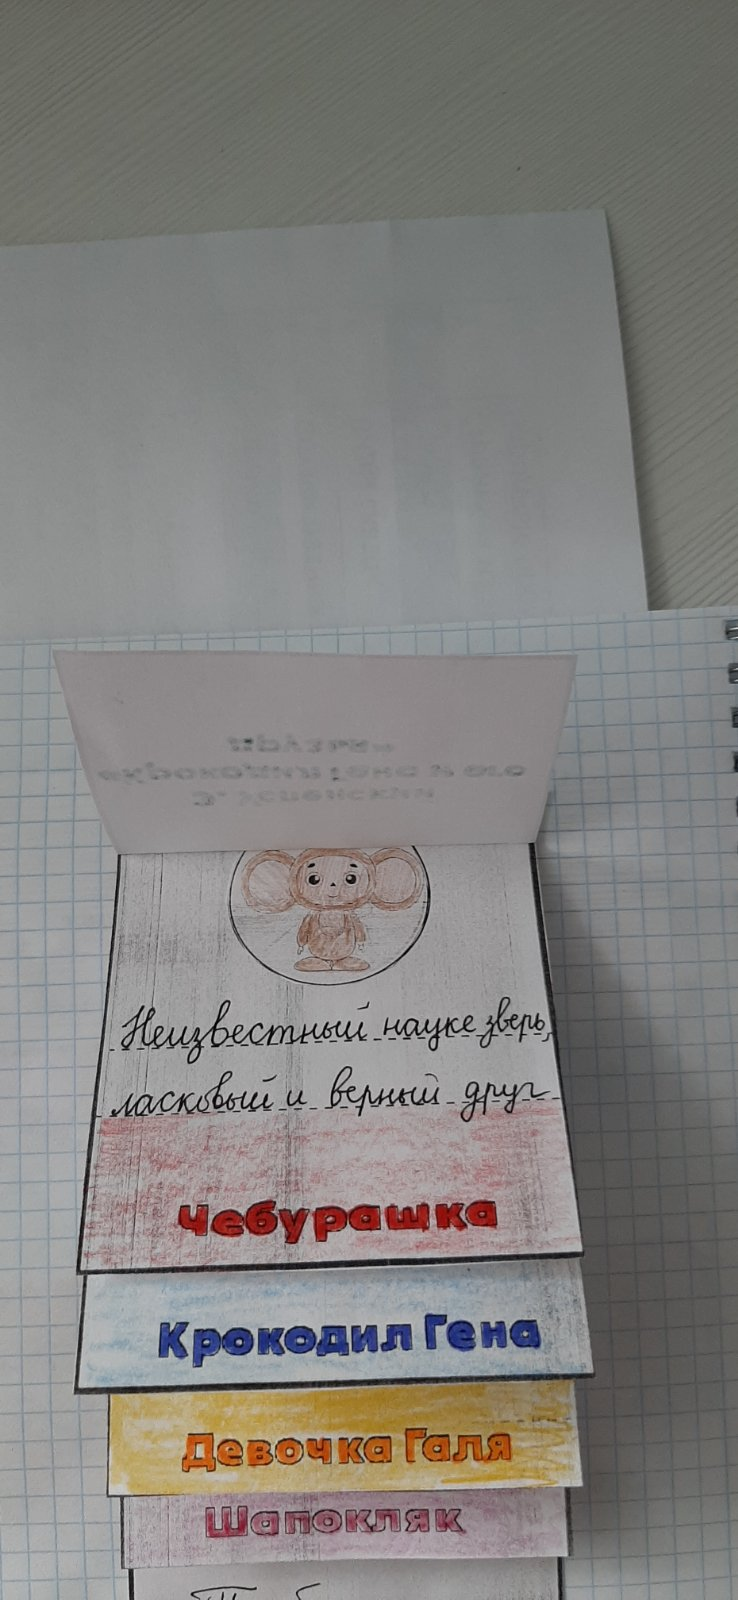 Неизвестный науке зверь,
ласковый и верный друг
Чебурашка
Крокодил Гена
Девочка Галя
Шапокляк